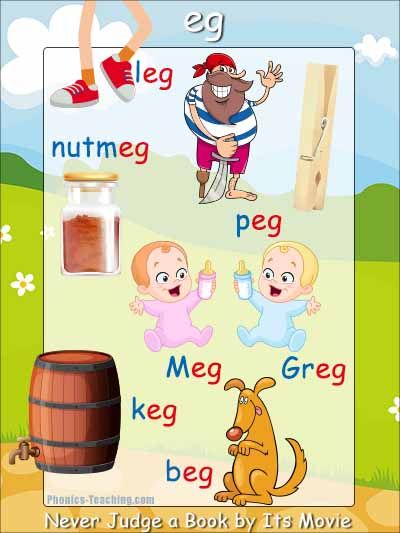 eg
leg
nutmeg
peg
Meg Greg
keg
beg
Phonics-Teaching.com
Never Judge a Book by Its Movie